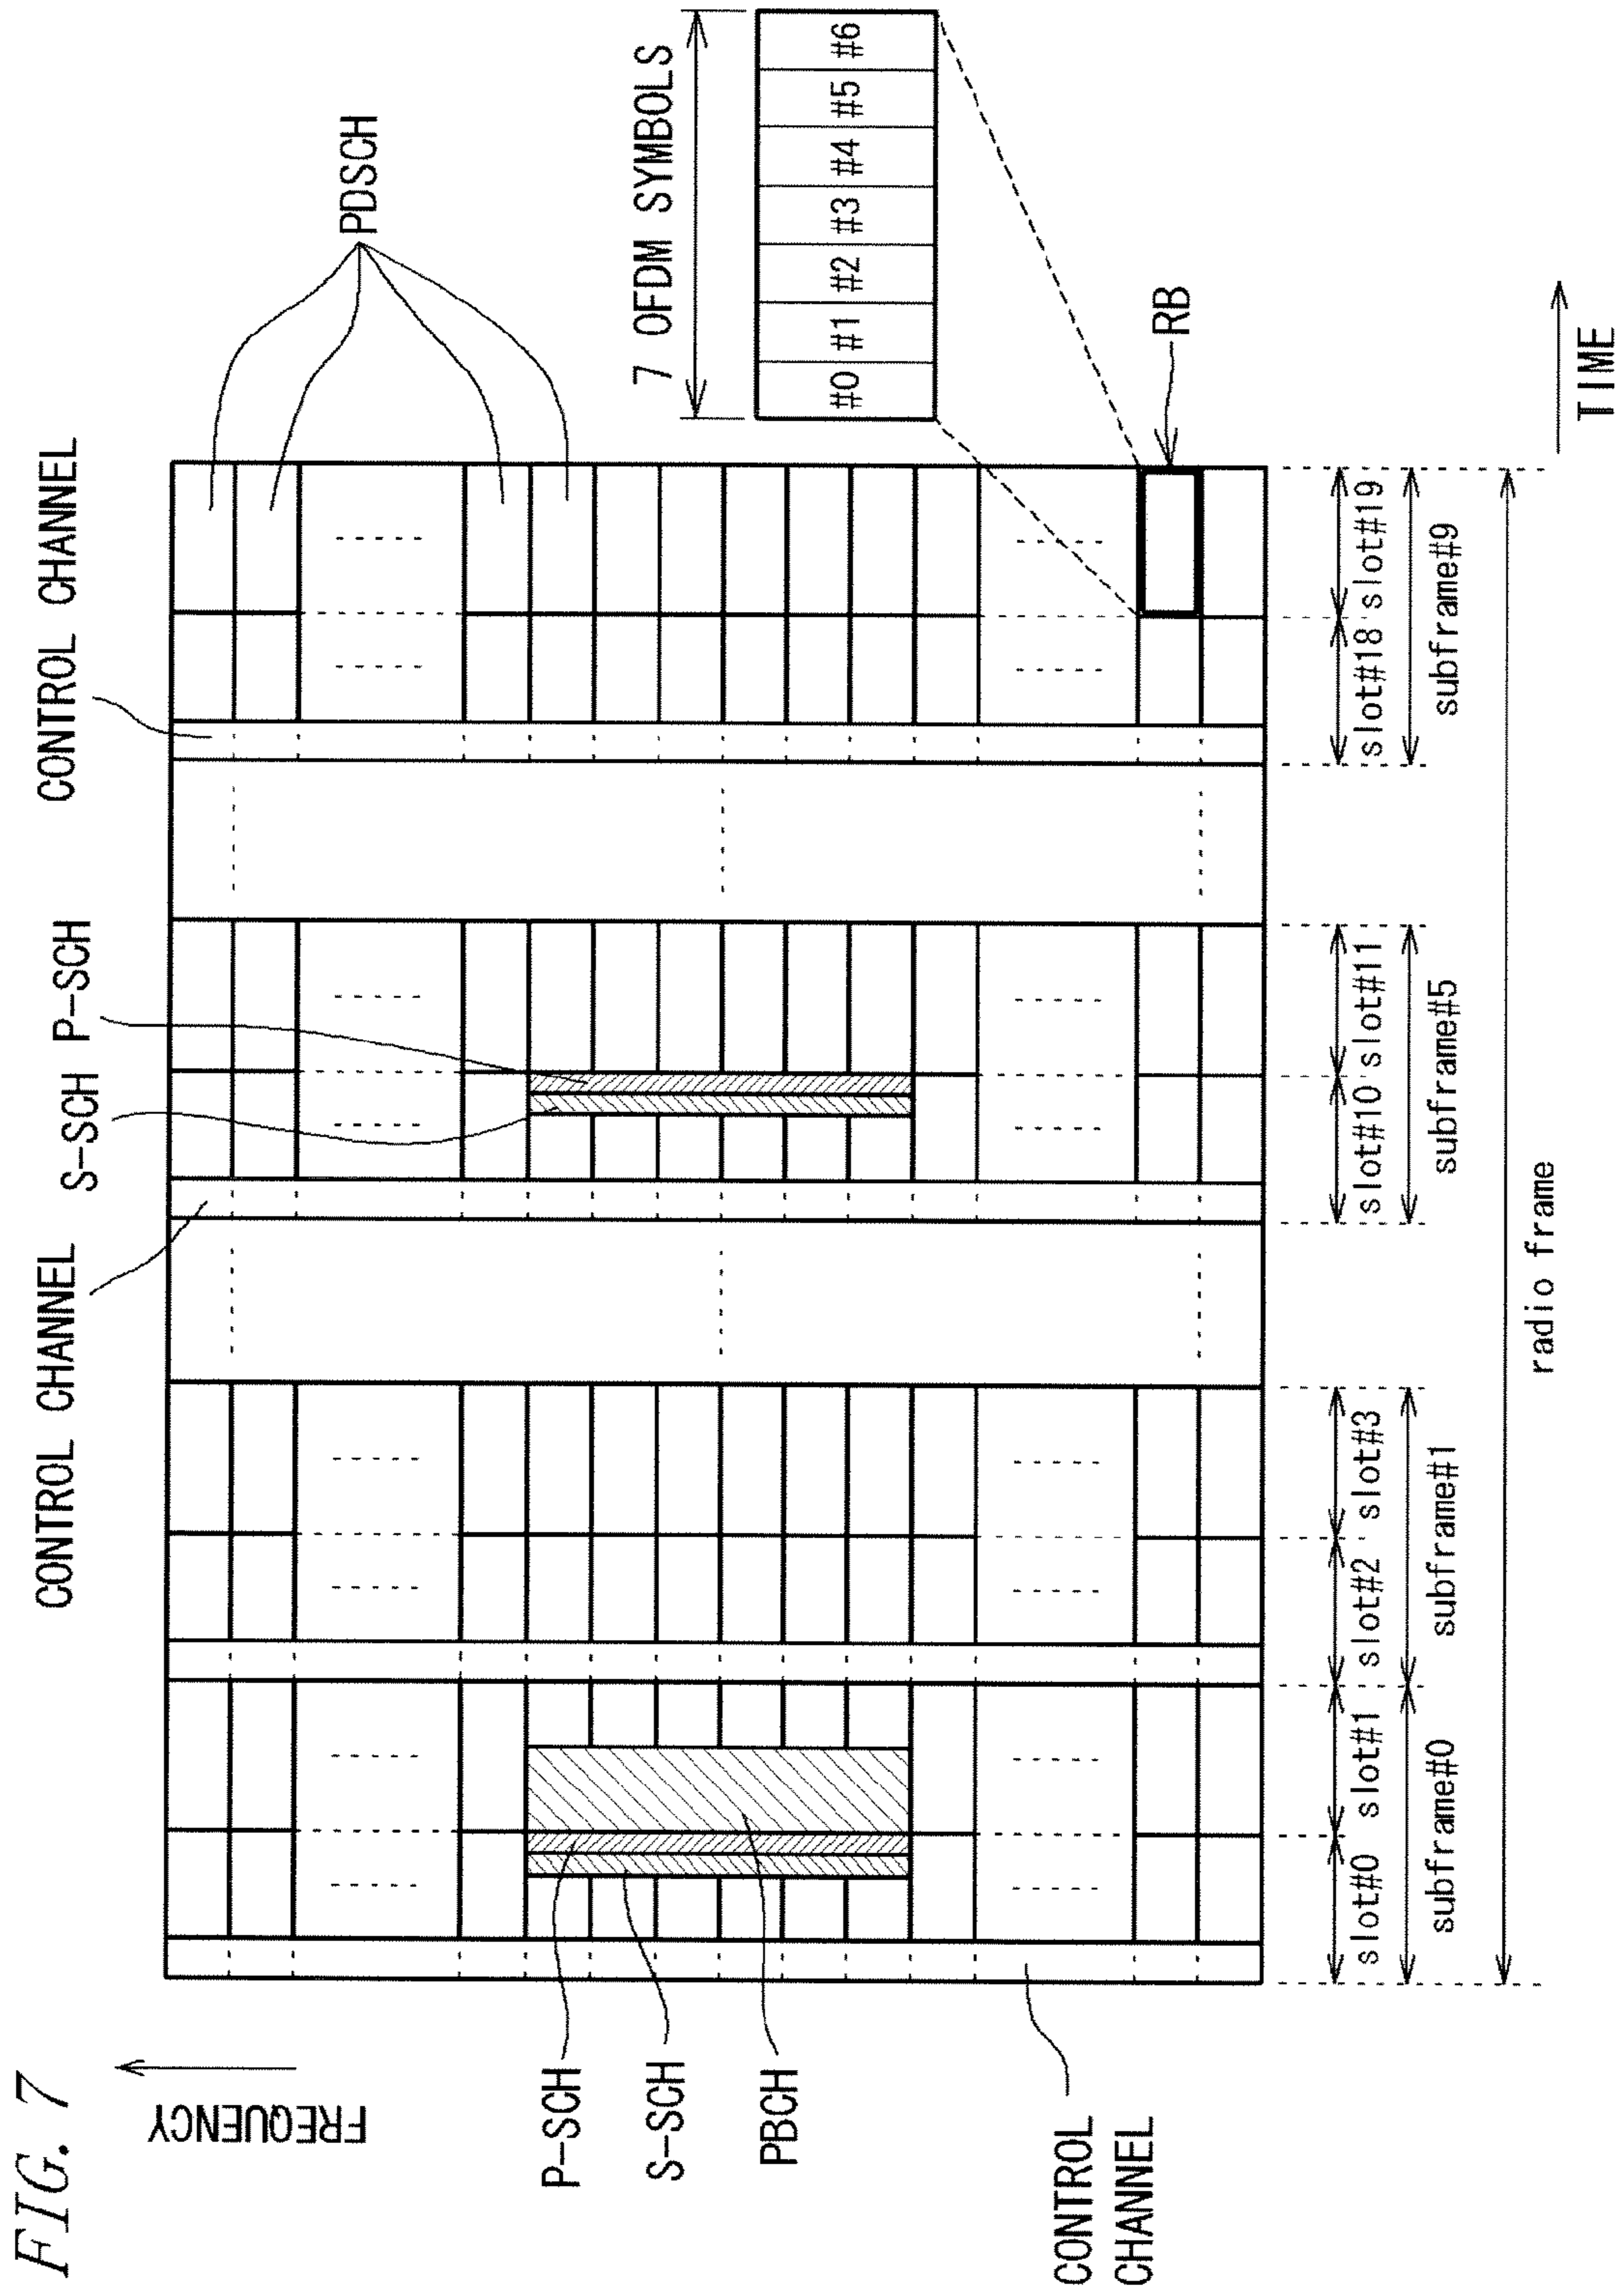 FIG. 7
FREQUENCY
CONTROL CHANNEL
S-SCH
P-SCH
CONTROL CHANNEL
PDSCH
7 OFDM SYMBOLS
#0 #1 #2 #3 #4 #5 #6
P-SCH
S-SCH
PBCH
CONTROL
CHANNEL
RB
slot#0 slot#1 slot#2 slot#3 slot#10 slot#11 slot#18 slot#19
subframe#0 subframe#1 subframe#5 subframe#9
radio frame
TIME